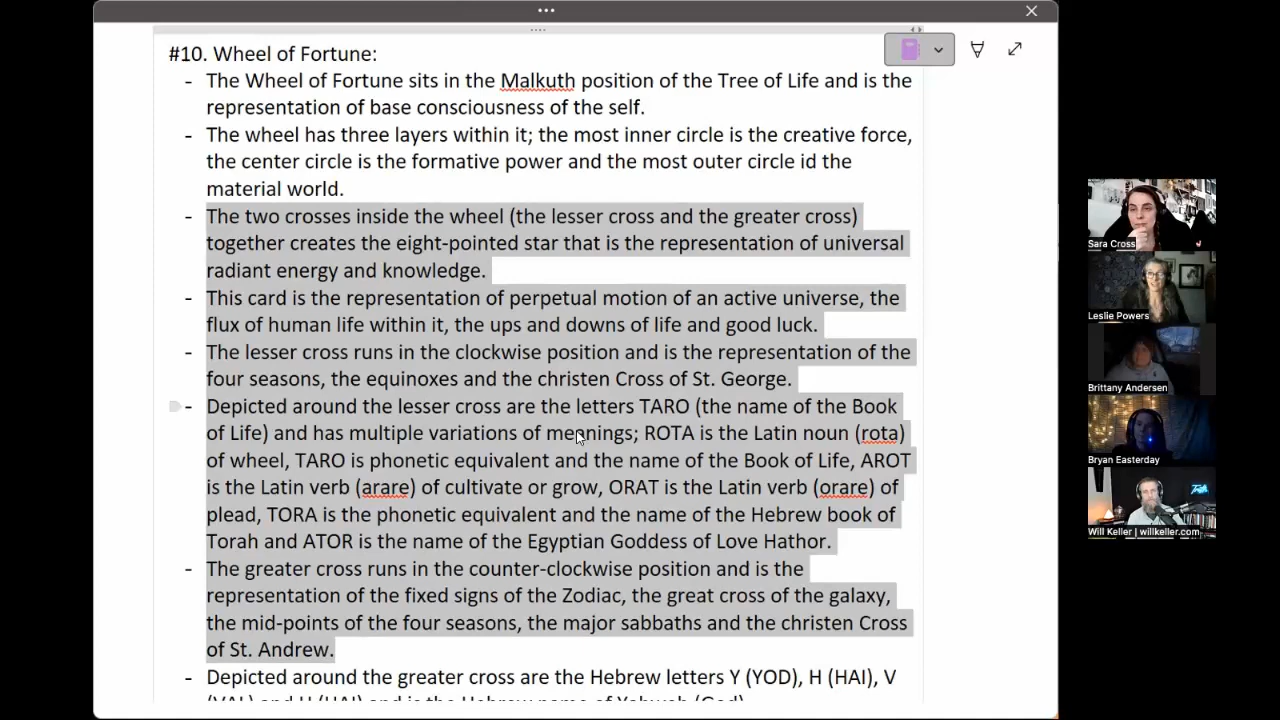 #10. Wheel of Fortune:
- The Wheel of Fortune sits in the Malkuth position of the Tree of Life and is the
representation of base consciousness of the self.
- The wheel has three layers within it; the most inner circle is the creative force,
the center circle is the formative power and the most outer circle id the
material world.
- The two crosses inside the wheel (the lesser cross and the greater cross)
together creates the eight-pointed star that is the representation of universal
radiant energy and knowledge.
- This card is the representation of perpetual motion of an active universe, the
flux of human life within it, the ups and downs of life and good luck.
- The lesser cross runs in the clockwise position and is the representation of the
four seasons, the equinoxes and the christen Cross of St. George.
- Depicted around the lesser cross are the letters TARO (the name of the Book
of Life) and has multiple variations of meanings; ROTA is the Latin noun (rota)
of wheel, TARO is phonetic equivalent and the name of the Book of Life, AROT
is the Latin verb (arare) of cultivate or grow, ORAT is the Latin verb (orare) of
plead, TORA is the phonetic equivalent and the name of the Hebrew book of
Torah and ATOR is the name of the Egyptian Goddess of Love Hathor.
- The greater cross runs in the counter-clockwise position and is the
representation of the fixed signs of the Zodiac, the great cross of the galaxy,
the mid-points of the four seasons, the major sabbaths and the christen Cross
of St. Andrew.
- Depicted around the greater cross are the Hebrew letters Y (YOD), H (HAI), V
and H (HAI) and is the Hebrew name of Yahweh (God)
Sara Cross
Leslie Powers
Brittany Andersen
Bryan Easterday
Will Keller | willkeller.com